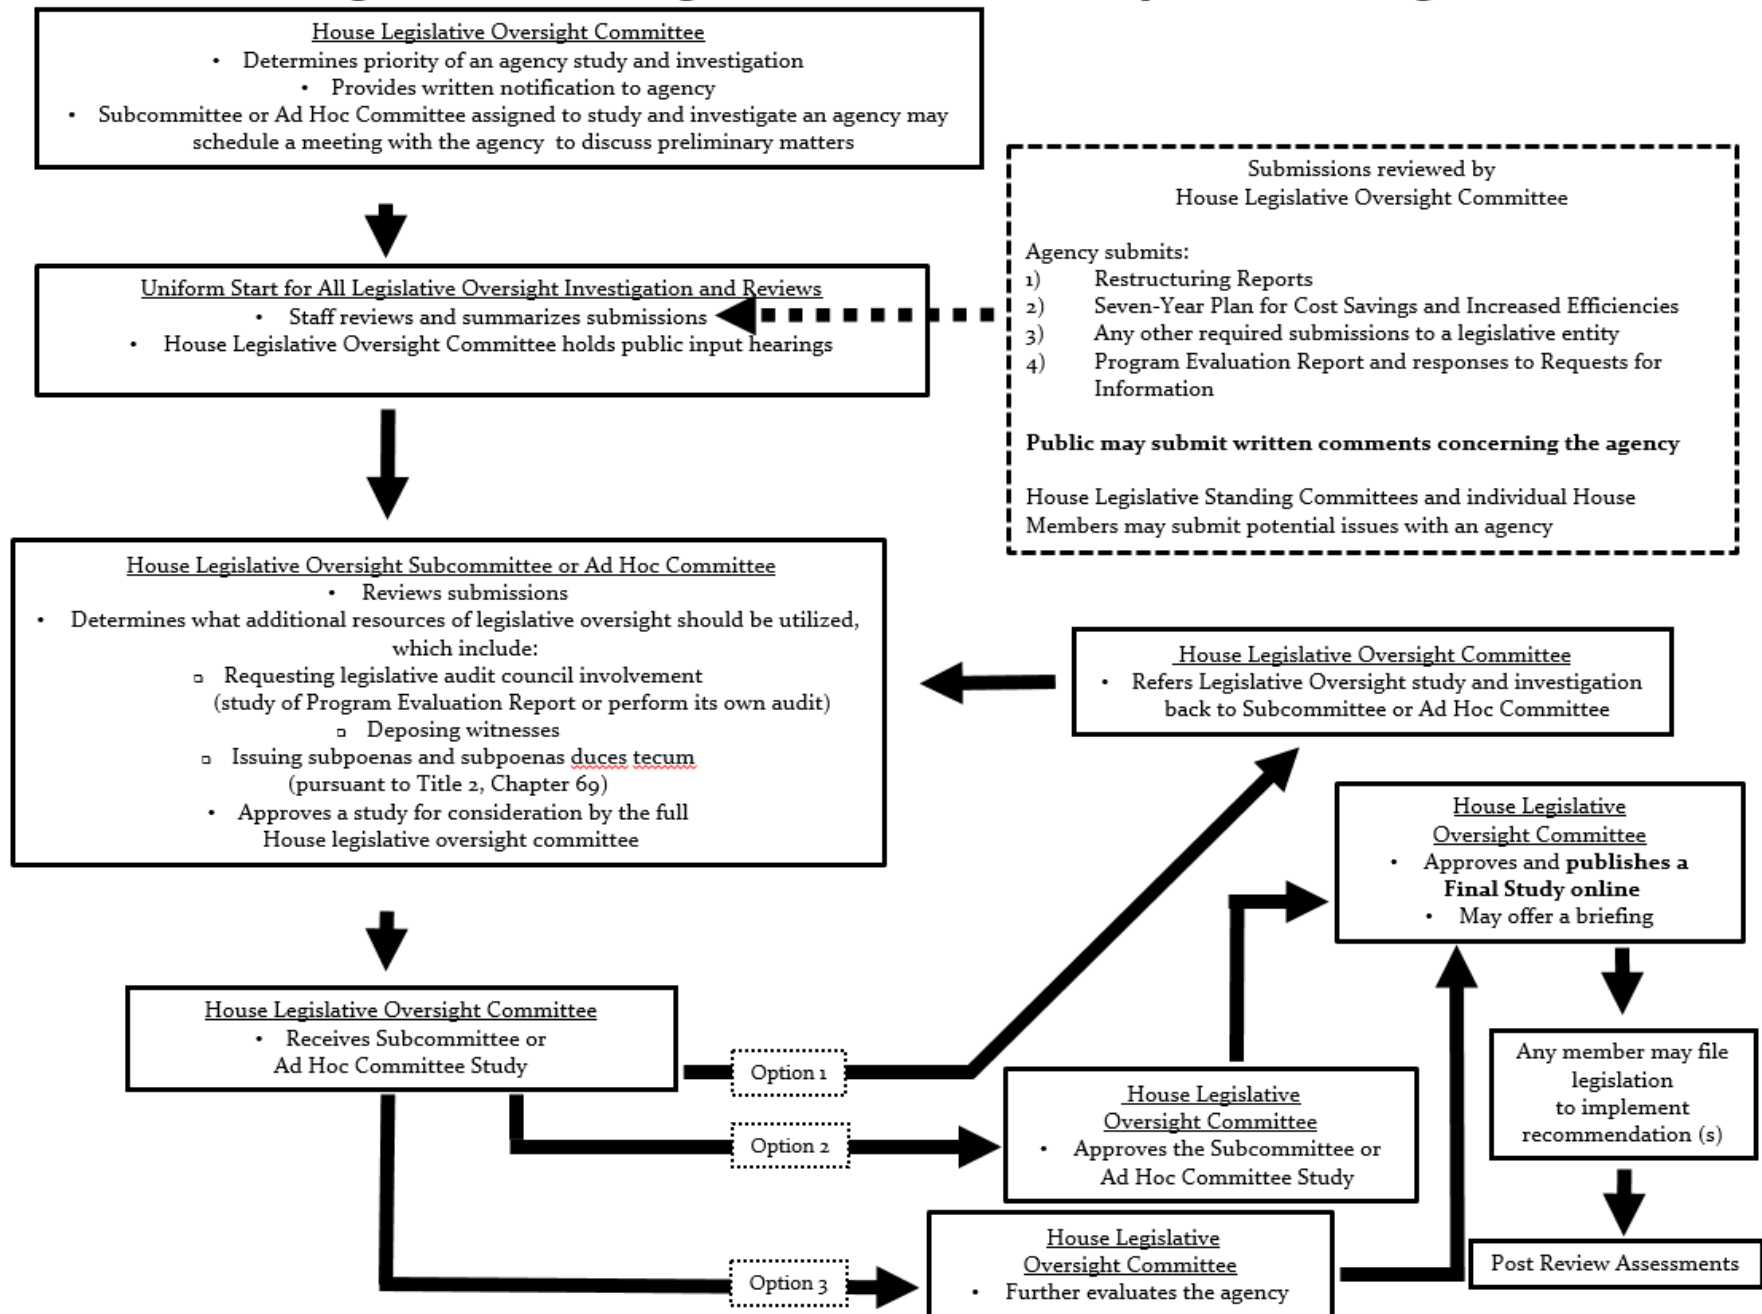 House Legislative Oversight Committee
• Determines priority of an agency study and investigation
• Provides written notification to agency
• Subcommittee or Ad Hoc Committee assigned to study and investigate an agency may
schedule a meeting with the agency to discuss preliminary matters
Submissions reviewed by
House Legislative Oversight Committee
Agency submits:
1) Restructuring Reports
2) Seven-Year Plan for Cost Savings and Increased Efficiencies
3) Any other required submissions to a legislative entity
4) Program Evaluation Report and responses to Requests for
Information
Public may submit written comments concerning the agency
House Legislative Standing Committees and individual House
Members may submit potential issues with an agency
Uniform Start for All Legislative Oversight Investigation and Reviews
• Staff reviews and summarizes submissions
• House Legislative Oversight Committee holds public input hearings
House Legislative Oversight Subcommittee or Ad Hoc Committee
• Reviews submissions
• Determines what additional resources of legislative oversight should be utilized,
which include:
▫ Requesting legislative audit council involvement
(study of Program Evaluation Report or perform its own audit)
▫ Deposing witnesses
▫ Issuing subpoenas and subpoenas duces tecum
(pursuant to Title 2, Chapter 69)
• Approves a study for consideration by the full
House legislative oversight committee
House Legislative Oversight Committee
• Refers Legislative Oversight study and investigation
back to Subcommittee or Ad Hoc Committee
House Legislative
Oversight Committee
• Approves and publishes a
Final Study online
• May offer a briefing
House Legislative Oversight Committee
• Receives Subcommittee or
Ad Hoc Committee Study
Option 1
Option 2
Option 3
House Legislative
Oversight Committee
• Approves the Subcommittee or
Ad Hoc Committee Study
House Legislative
Oversight Committee
• Further evaluates the agency
Any member may file
legislation
to implement
recommendation (s)
Post Review Assessments